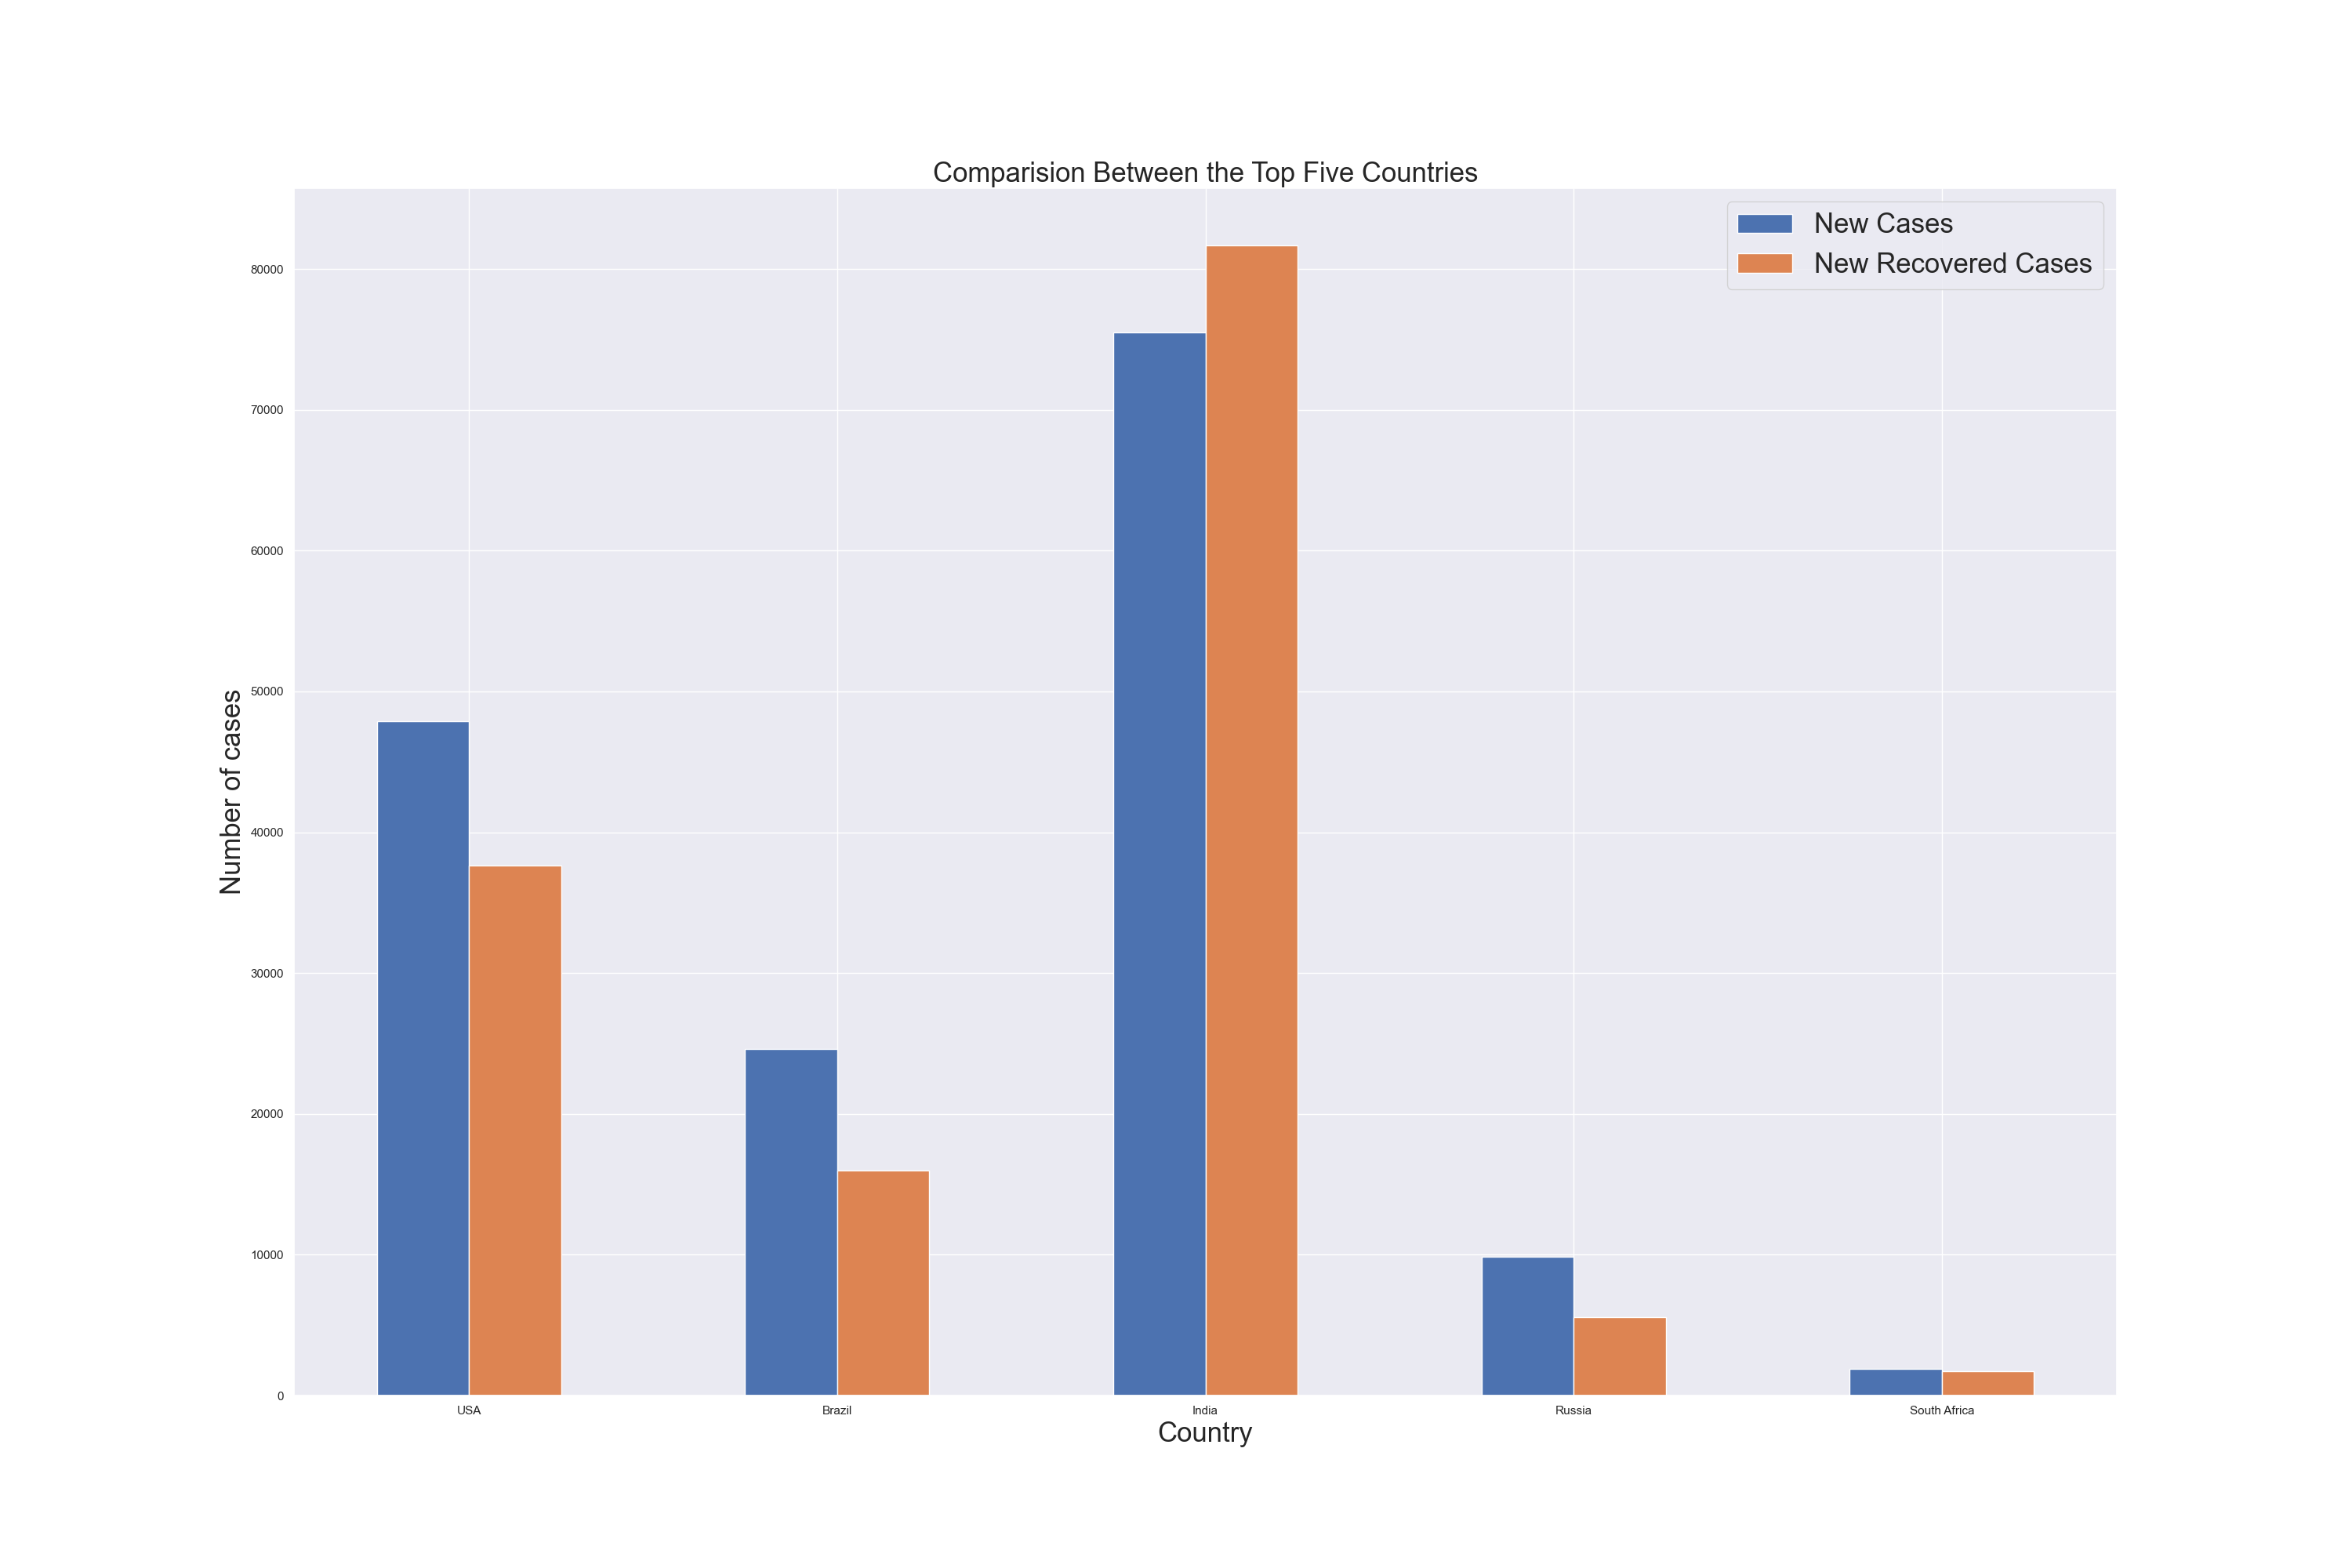 Comparision Between the Top Five Countries
New Cases
New Recovered Cases
Number of cases
80000
70000
60000
50000
40000
30000
20000
10000
0
USA Brazil India Russia South Africa
Country